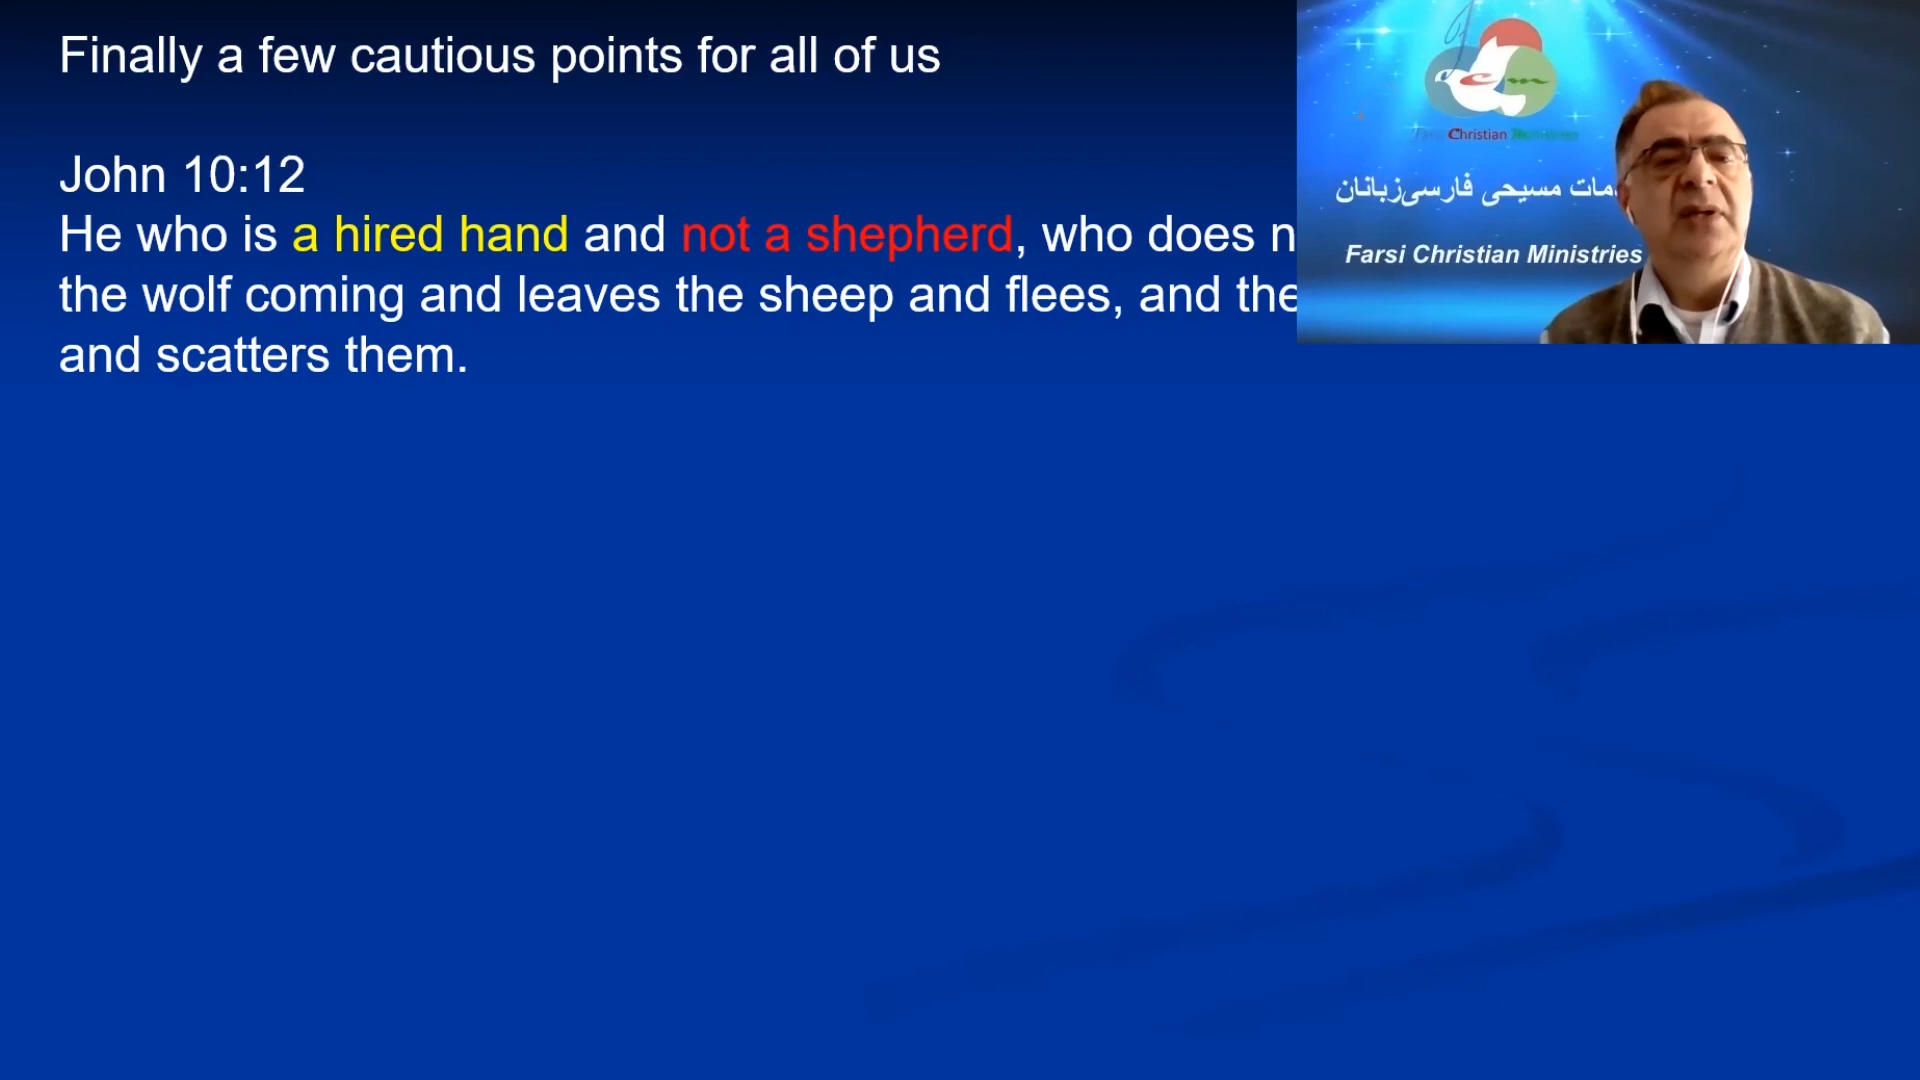 Finally a few cautious points for all of us
John 10:12
He who is a hired hand and not a shepherd, who does n
the wolf coming and leaves the sheep and flees, and the
and scatters them.
Christian
مسیحی فارسی‌زبانان
Farsi Christian Ministries